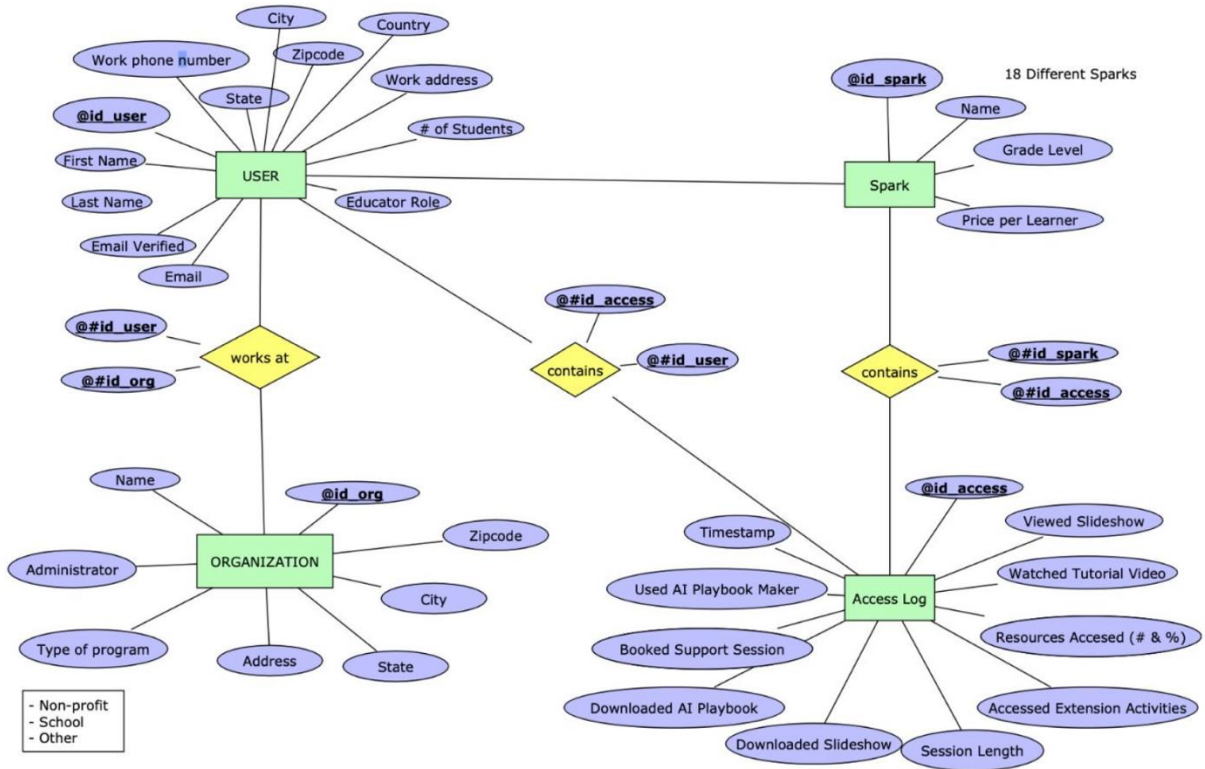 City
Country
Work phone number
Zipcode
Work address
State
@id_user
# of Students
First Name
USER
Last Name
Educator Role
Email Verified
Email
@id_spark
18 Different Sparks
Name
Grade Level
Spark
Price per Learner
@#id_user
works at
@#id_org
@#id_access
@#id_user
contains
@#id_spark
contains
@#id_access
Name
@id_org
Zipcode
ORGANIZATION
Administrator
City
Type of program
Address
State
- Non-profit
- School
- Other
@id_access
Timestamp
Viewed Slideshow
Used AI Playbook Maker
Access Log
Watched Tutorial Video
Booked Support Session
Resources Accesed (# & %)
Downloaded AI Playbook
Accessed Extension Activities
Downloaded Slideshow
Session Length